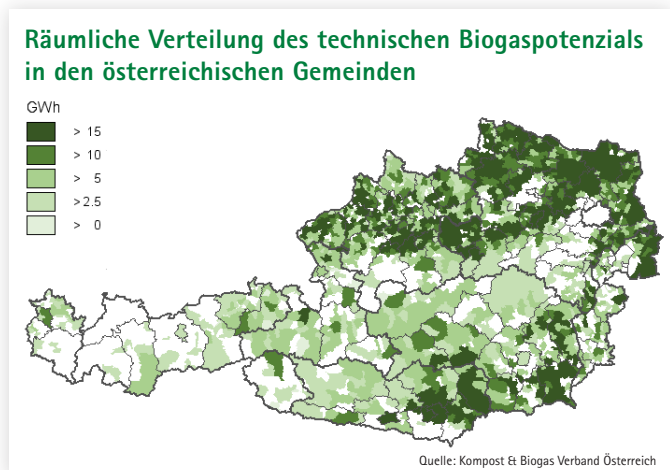 Räumliche Verteilung des technischen Biogaspotenzials
in den österreichischen Gemeinden
GWh
> 15
> 10
> 5
>2.5
> 0
Quelle: Kompost & Biogas Verband Österreich